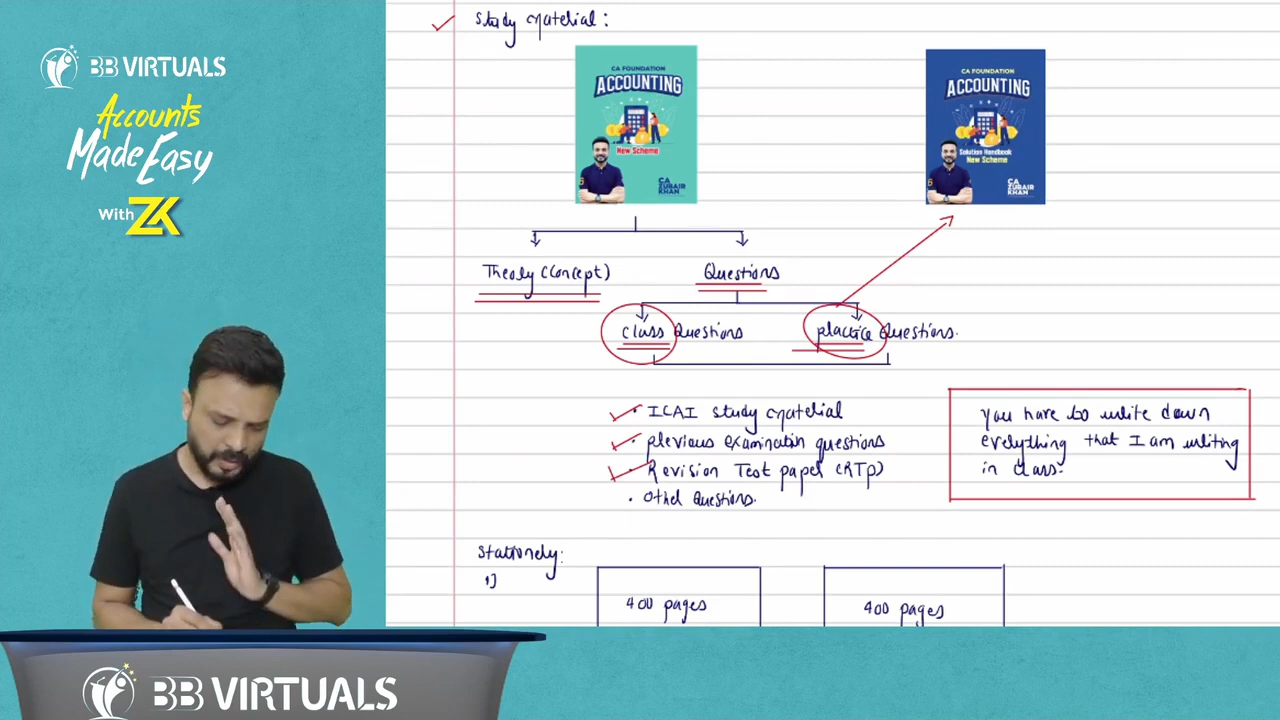 BB VIRTUALS
Accounts
Made Easy
With ZK
Study Material :
CA FOUNDATION
ACCOUNTING
New Scheme
CA
ZUBAIR
KHAN
CA FOUNDATION
ACCOUNTING
Solution Handbook
New Scheme
CA
ZUBAIR
KHAN
Theory (Concept)
Questions
Class Questions
Practice Questions.
• ICAI Study Material
• Previous examination questions
• Revision Test paper (RTP)
• Other Questions.
You have to write down
everything that I am writing
in class.
Stationery:
1)
400 pages
400 pages
BB VIRTUALS